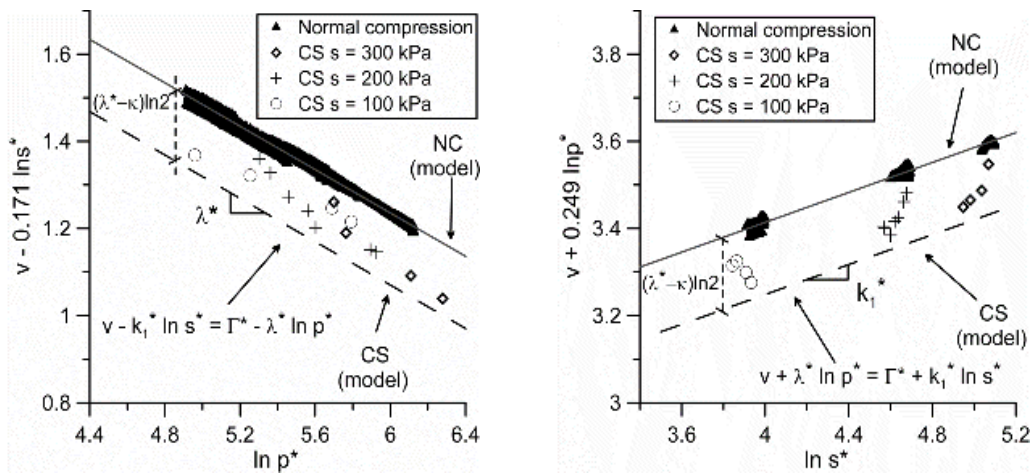 Normal compression
CS s = 300 kPa
CS s = 200 kPa
CS s = 100 kPa
1.6
1.4
1.2
1
0.8
v - 0.171 lns*
(λ*-κ)ln2
NC
(model)
λ*
v - k₁* ln s* = Γ* - λ* ln p*
CS
(model)
4.4 4.8 5.2 5.6 6 6.4
ln p*
Normal compression
CS s = 300 kPa
CS s = 200 kPa
CS s = 100 kPa
3.8
3.6
3.4
3.2
3
v + 0.249 lnp*
NC
(model)
(λ*-κ)ln2
k₁*
CS
(model)
v + λ* ln p* = Γ* + k₁* ln s*
3.6 4 4.4 4.8 5.2
ln s*